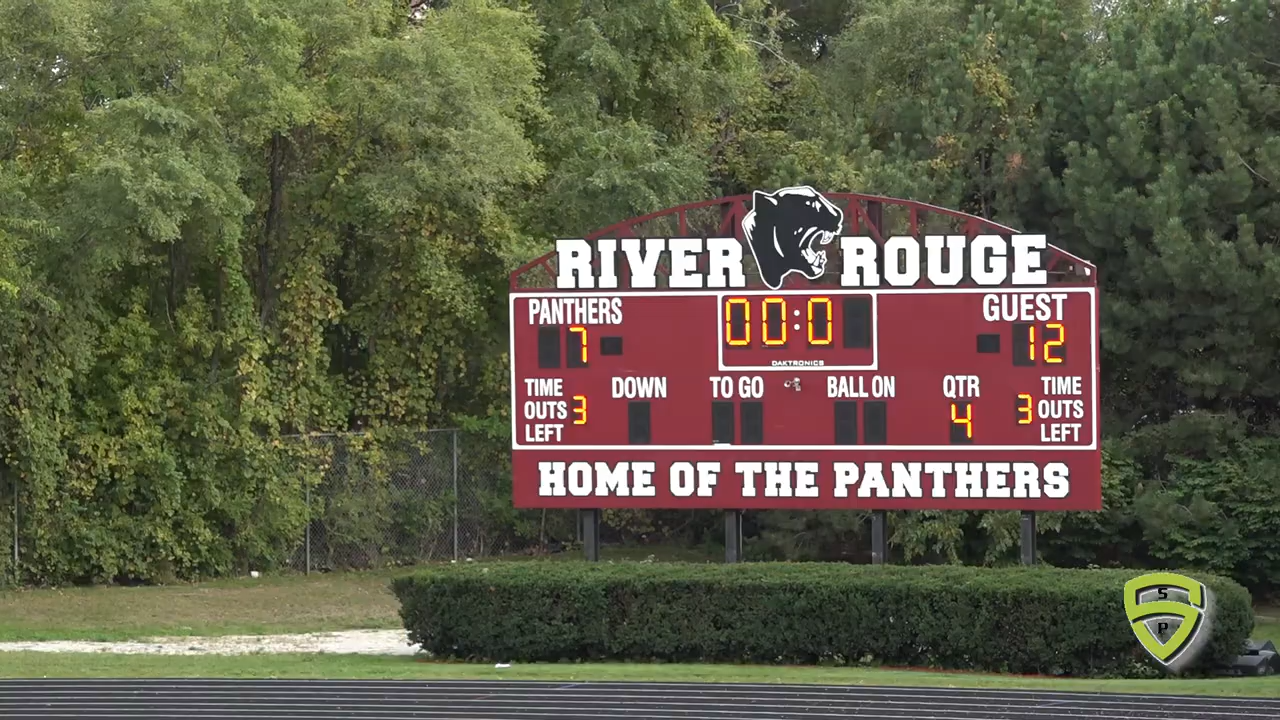 RIVER ROUGE
PANTHERS 00:0 GUEST
7 12
DAKTRONICS
TIME OUTS LEFT 3 DOWN TO GO BALL ON QTR 4 3 TIME OUTS LEFT
HOME OF THE PANTHERS
S
P